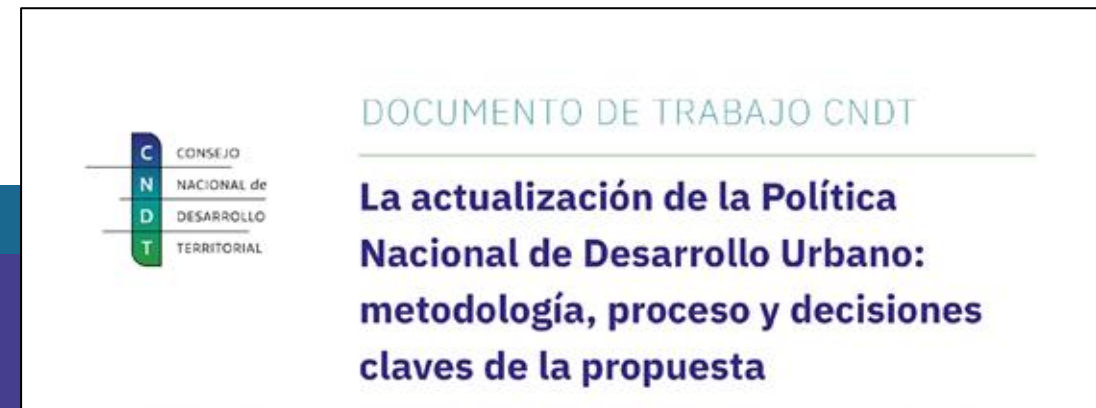 DOCUMENTO DE TRABAJO CNDT
C CONSEJO
N NACIONAL de
D DESARROLLO
T TERRITORIAL
La actualización de la Política
Nacional de Desarrollo Urbano:
metodología, proceso y decisiones
claves de la propuesta